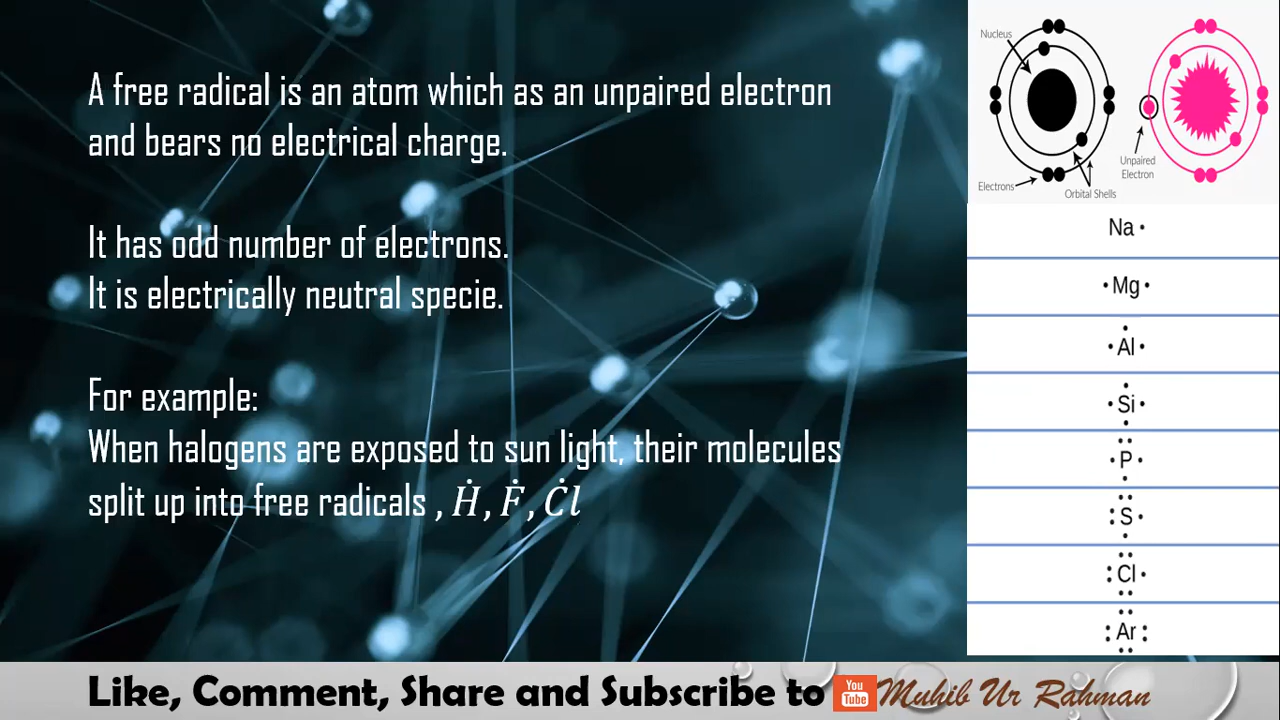 A free radical is an atom which as an unpaired electron
and bears no electrical charge.
It has odd number of electrons.
It is electrically neutral specie.
For example:
When halogens are exposed to sun light, their molecules
split up into free radicals , Ḣ, Ḟ, Ċl
Nucleus
Electrons
Orbital Shells
Unpaired
Electron
Na
Mg
Al
Si
P
S
Cl
Ar
Like, Comment, Share and Subscribe to You Tube Muhib Ur Rahman